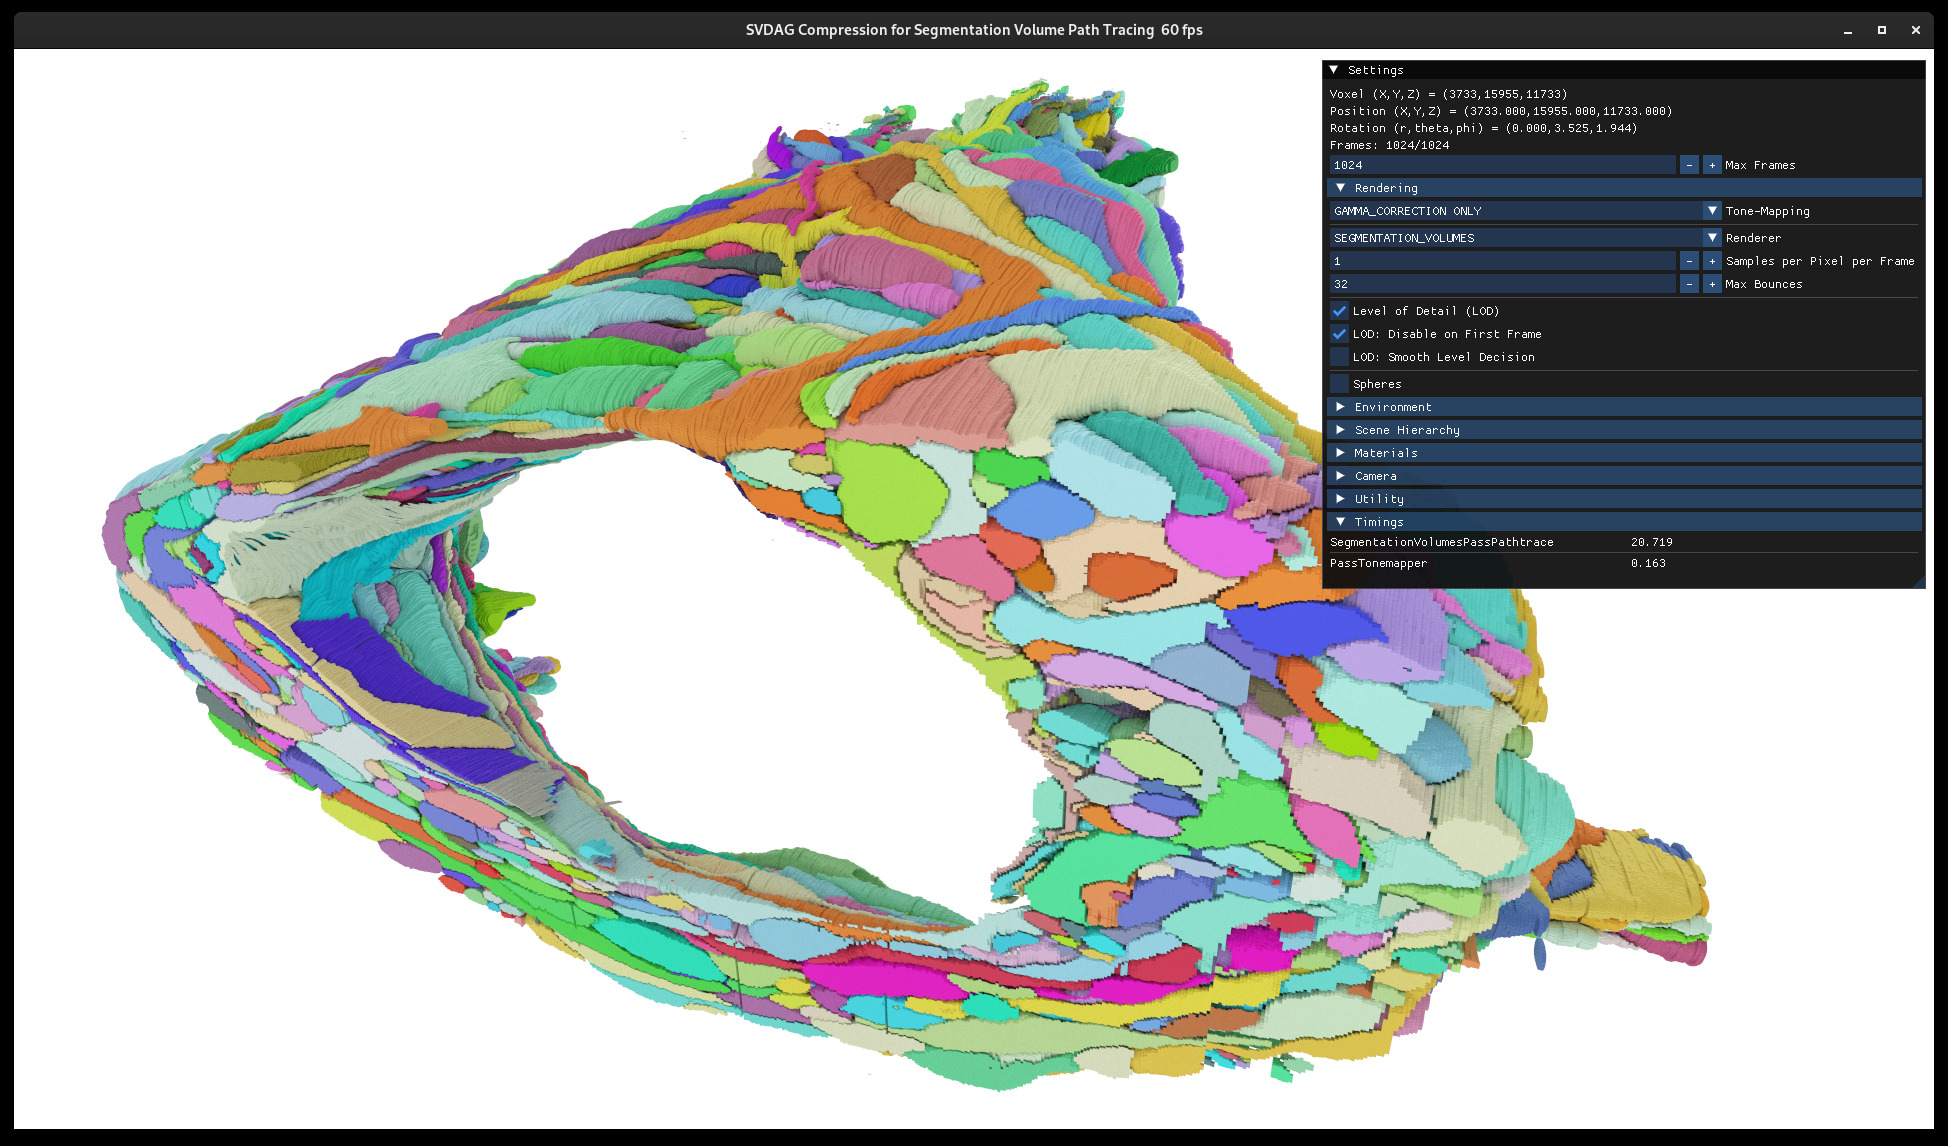 SVDAG Compression for Segmentation Volume Path Tracing  60 fps
Settings
Voxel (X,Y,Z) = (3733,15955,11733)
Position (X,Y,Z) = (3733.000,15955.000,11733.000)
Rotation (r,theta,phi) = (0.000,3.525,1.944)
Frames: 1024/1024
1024 - + Max Frames
Rendering
GAMMA_CORRECTION ONLY Tone-Mapping
SEGMENTATION_VOLUMES Renderer
1 - + Samples per Pixel per Frame
32 - + Max Bounces
Level of Detail (LOD)
LOD: Disable on First Frame
LOD: Smooth Level Decision
Spheres
Environment
Scene Hierarchy
Materials
Camera
Utility
Timings
SegmentationVolumesPassPathtrace 20.719
PassTonemapper 0.163